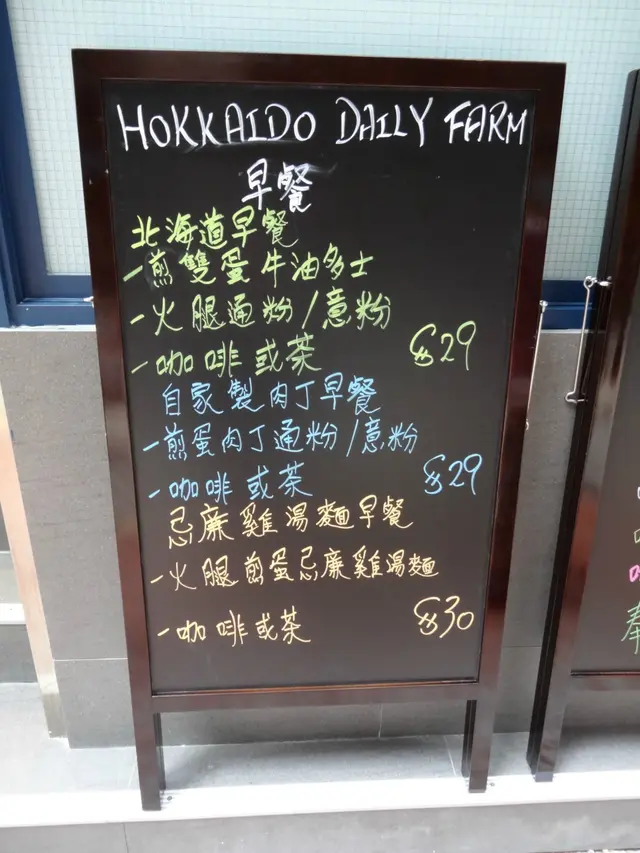 HOKKAIDO DAILY FARM
早餐
北海道早餐
-煎雙蛋牛油多士
-火腿通粉/意粉
-咖啡或茶 $29
自家製肉丁早餐
-煎蛋肉丁通粉/意粉
-咖啡或茶 $29
忌廉雞湯麵早餐
-火腿煎蛋忌廉雞湯麵
-咖啡或茶 $30